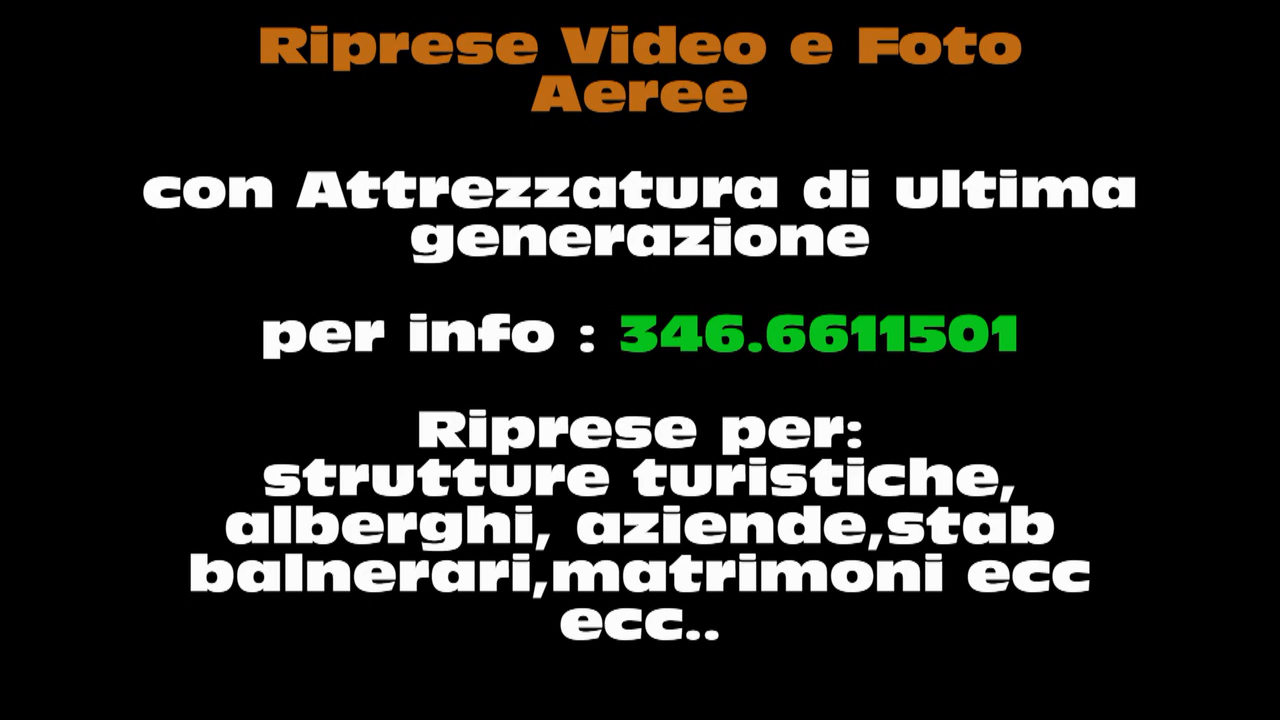 Riprese Video e Foto
Aeree
con Attrezzatura di ultima
generazione
per info : 346.6611501
Riprese per:
strutture turistiche,
alberghi, aziende,stab
balnerari,matrimoni ecc
ecc..